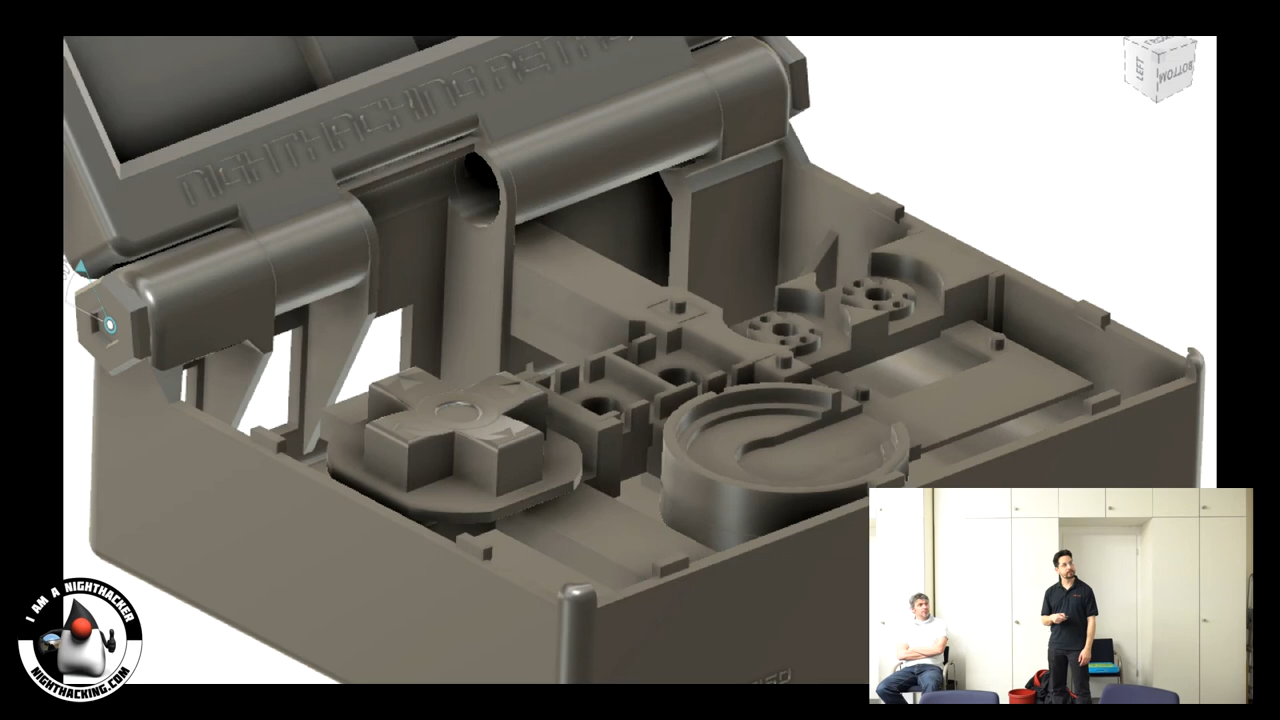 NIGHTHACKING RETRO
LEFT
BOTTOM
I AM A NIGHTHACKER
NIGHTHACKING.COM